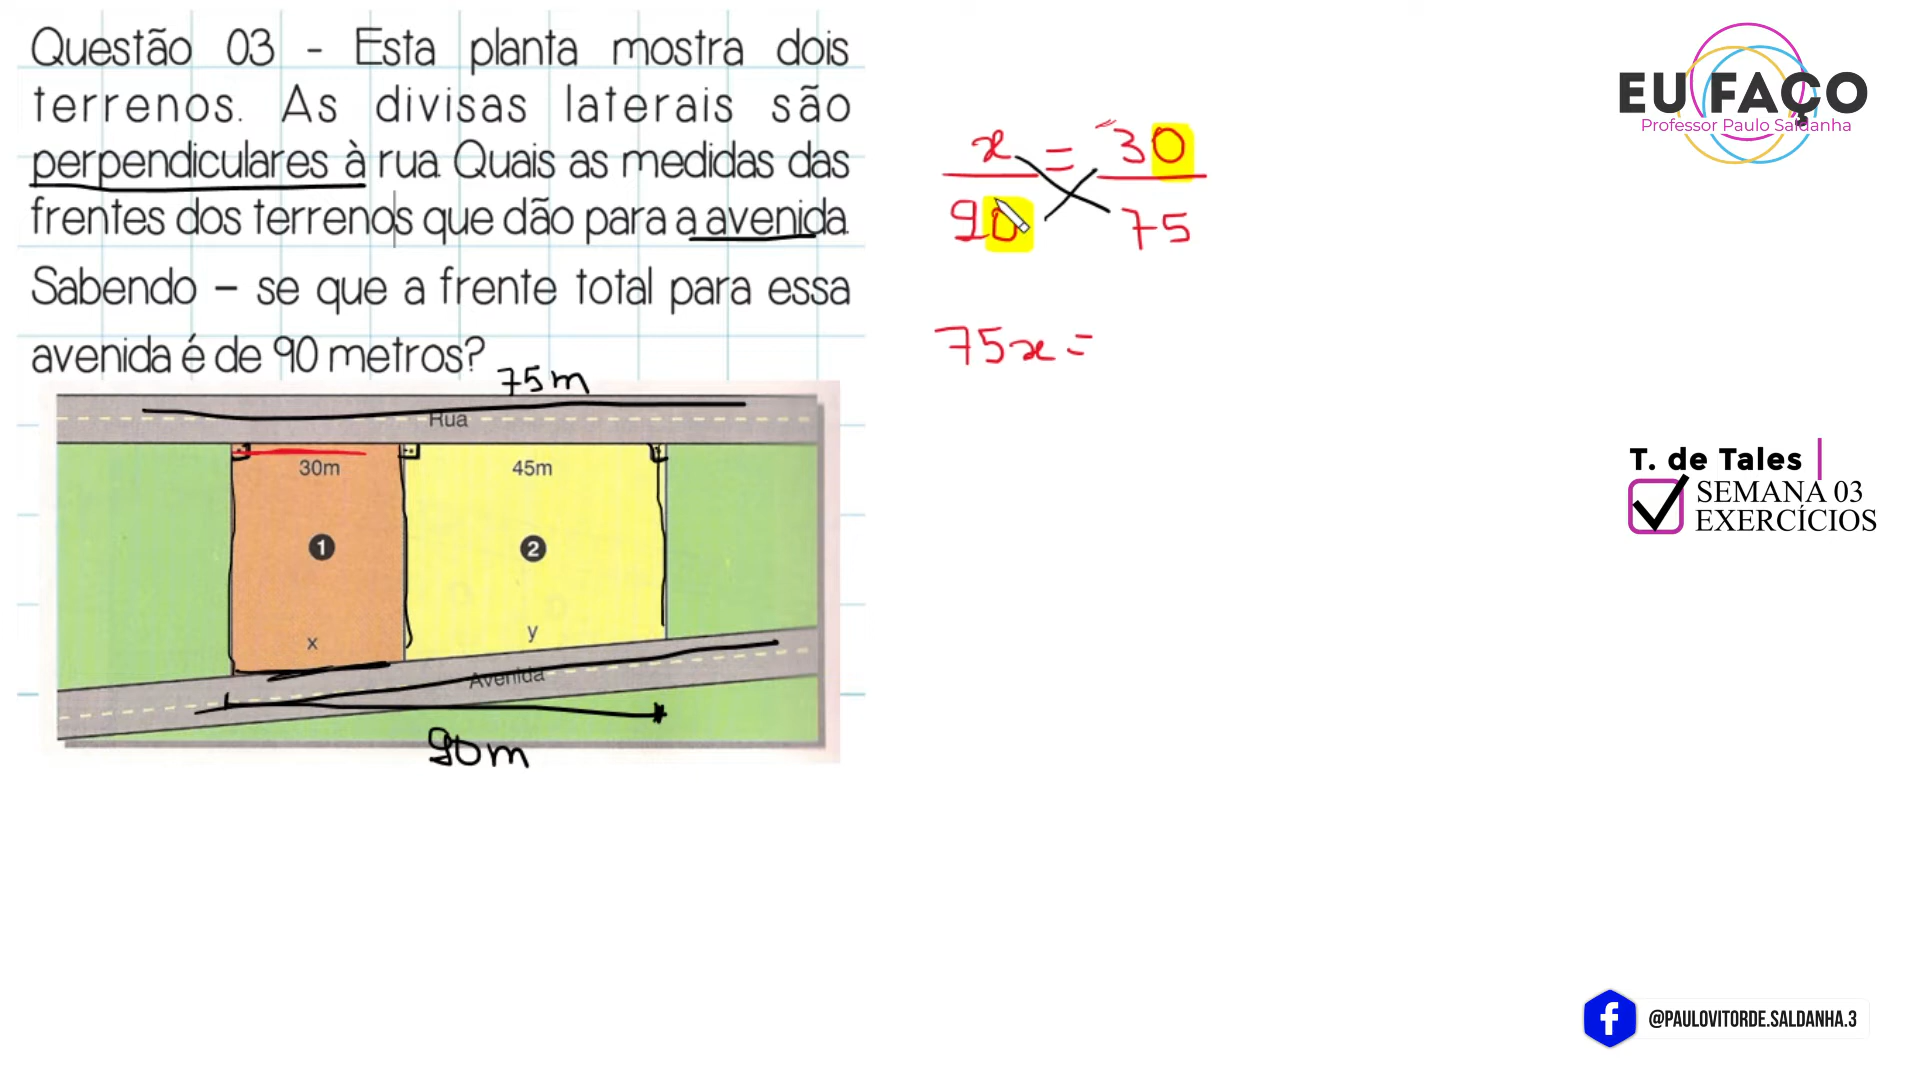 Questão 03 - Esta planta mostra dois
terrenos. As divisas laterais são
perpendiculares à rua. Quais as medidas das
frentes dos terrenos que dão para a avenida.
Sabendo – se que a frente total para essa
avenida é de 90 metros?
75m
Rua
30m 45m
1 2
x y
Avenida
90m
x = 30
90 75
75x =
EU FAÇO
Professor Paulo Saldanha
T. de Tales
SEMANA 03
EXERCÍCIOS
@PAULOVITORDE.SALDANHA.3